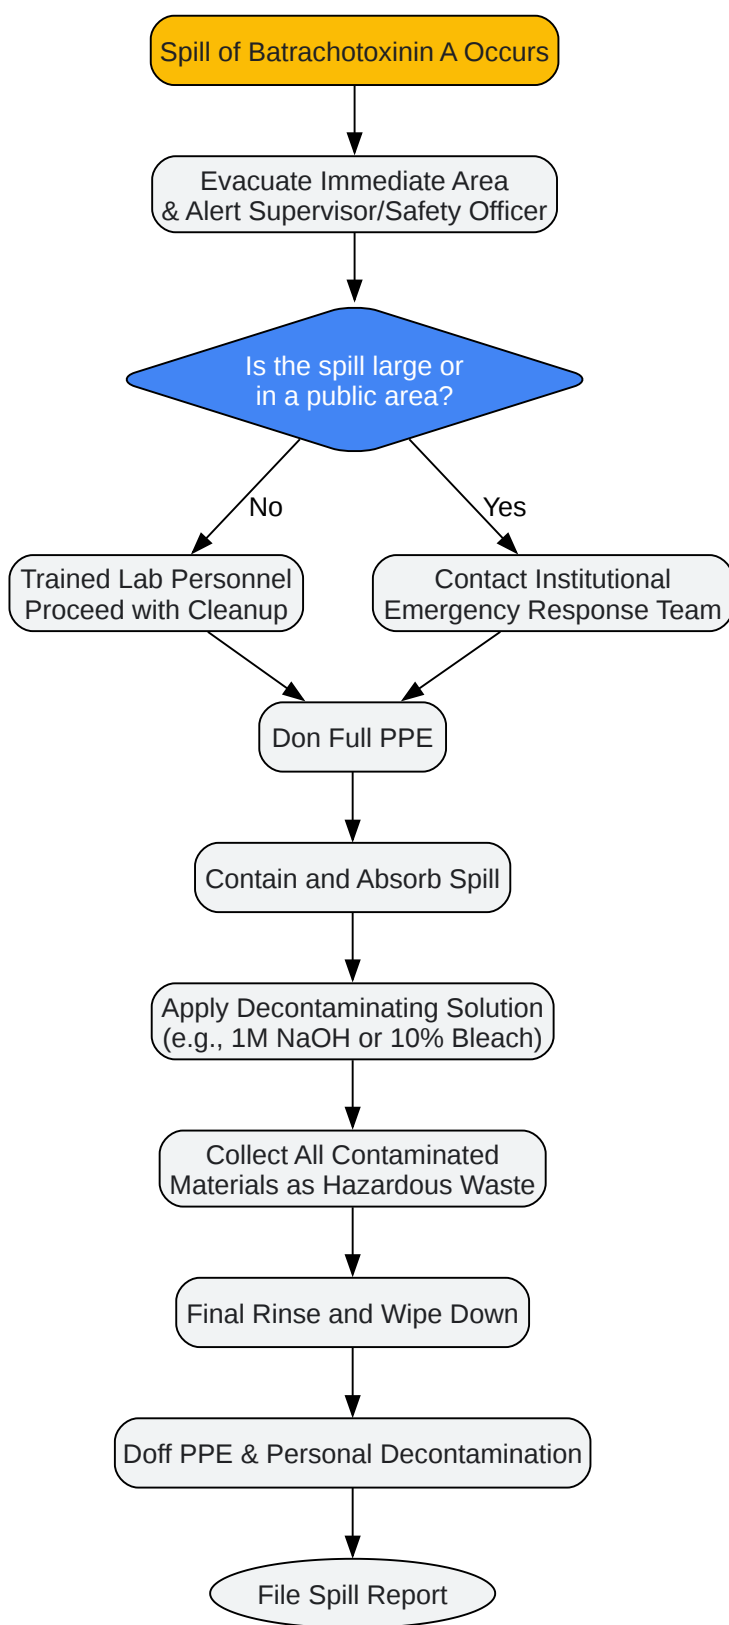 Spill of Batrachotoxinin A Occurs
Evacuate Immediate Area
& Alert Supervisor/Safety Officer
Is the spill large or
in a public area?
No
Yes
Trained Lab Personnel
Proceed with Cleanup
Contact Institutional
Emergency Response Team
Don Full PPE
Contain and Absorb Spill
Apply Decontaminating Solution
(e.g., 1M NaOH or 10% Bleach)
Collect All Contaminated
Materials as Hazardous Waste
Final Rinse and Wipe Down
Doff PPE & Personal Decontamination
File Spill Report